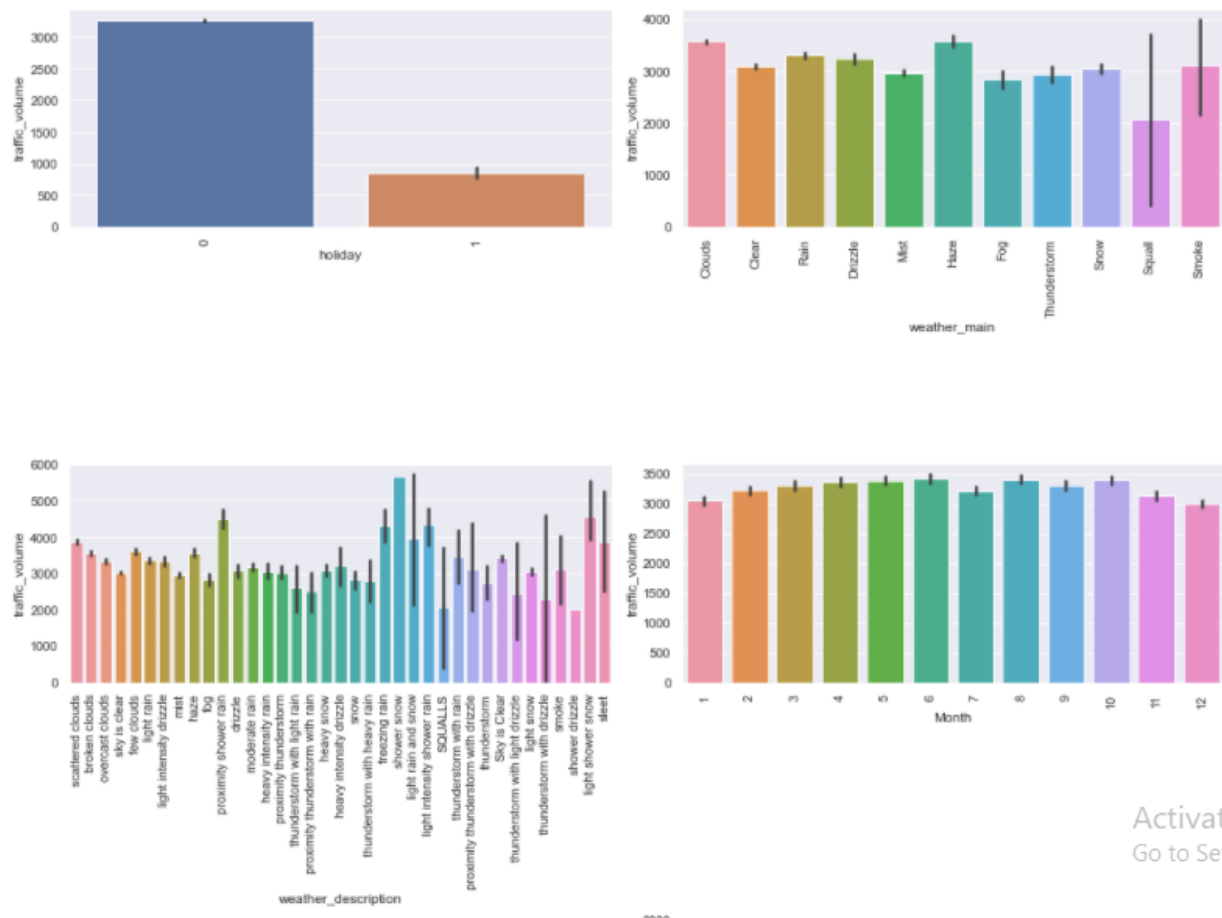 3000
2500
2000
1500
1000
500
0
traffic_volume
0
1
holiday
4000
3000
2000
1000
0
traffic_volume
Clouds
Clear
Rain
Drizzle
Mist
Haze
Fog
Thunderstorm
Snow
Squall
Smoke
weather_main
6000
5000
4000
3000
2000
1000
0
traffic_volume
scattered clouds
broken clouds
overcast clouds
sky is clear
few clouds
light rain
light intensity drizzle
mist
haze
fog
proximity shower rain
drizzle
moderate rain
heavy intensity rain
proximity thunderstorm
thunderstorm with light rain
proximity thunderstorm with rain
heavy snow
heavy intensity drizzle
snow
thunderstorm with heavy rain
freezing rain
shower snow
light rain and snow
light intensity shower rain
SQUALLS
thunderstorm with rain
proximity thunderstorm with drizzle
thunderstorm
Sky is Clear
thunderstorm with light drizzle
light snow
thunderstorm with drizzle
smoke
shower drizzle
light shower snow
sleet
weather_description
3500
3000
2500
2000
1500
1000
500
0
traffic_volume
1
2
3
4
5
6
7
8
9
10
11
12
Month
Activat
Go to Se